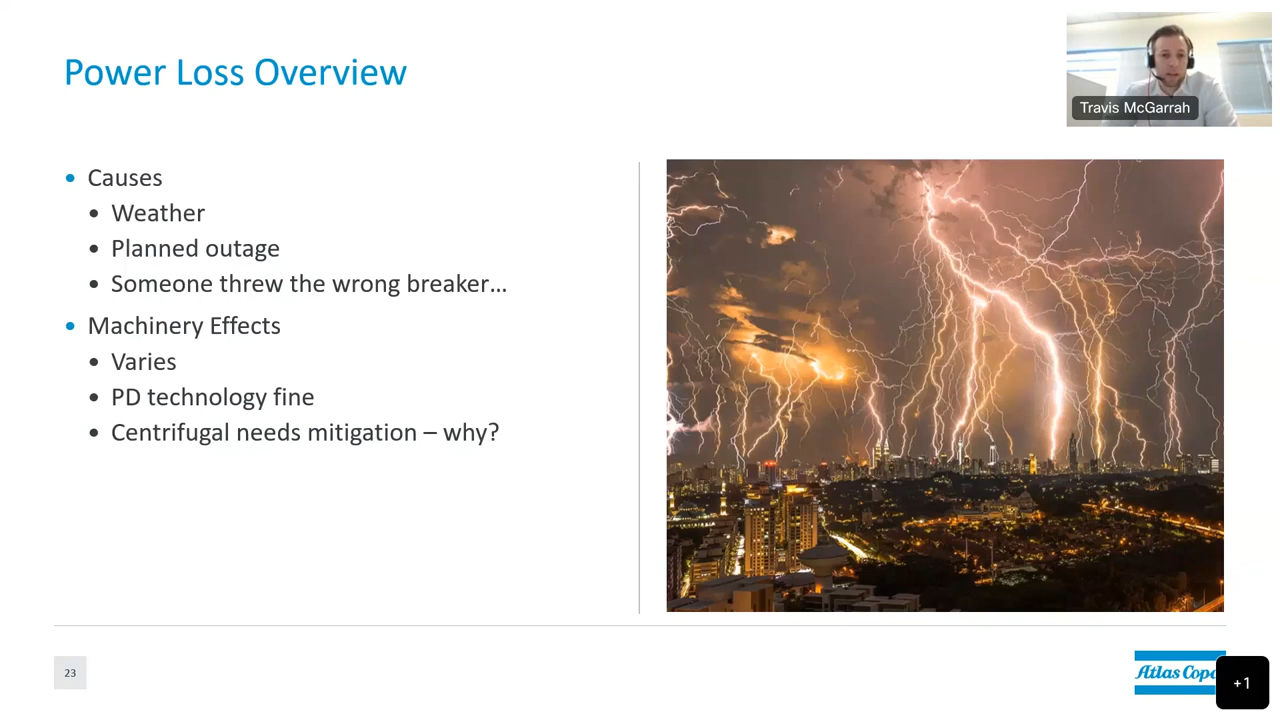 Power Loss Overview
Travis McGarrah
• Causes
• Weather
• Planned outage
• Someone threw the wrong breaker...
• Machinery Effects
• Varies
• PD technology fine
• Centrifugal needs mitigation – why?
23
Atlas Cop
+1